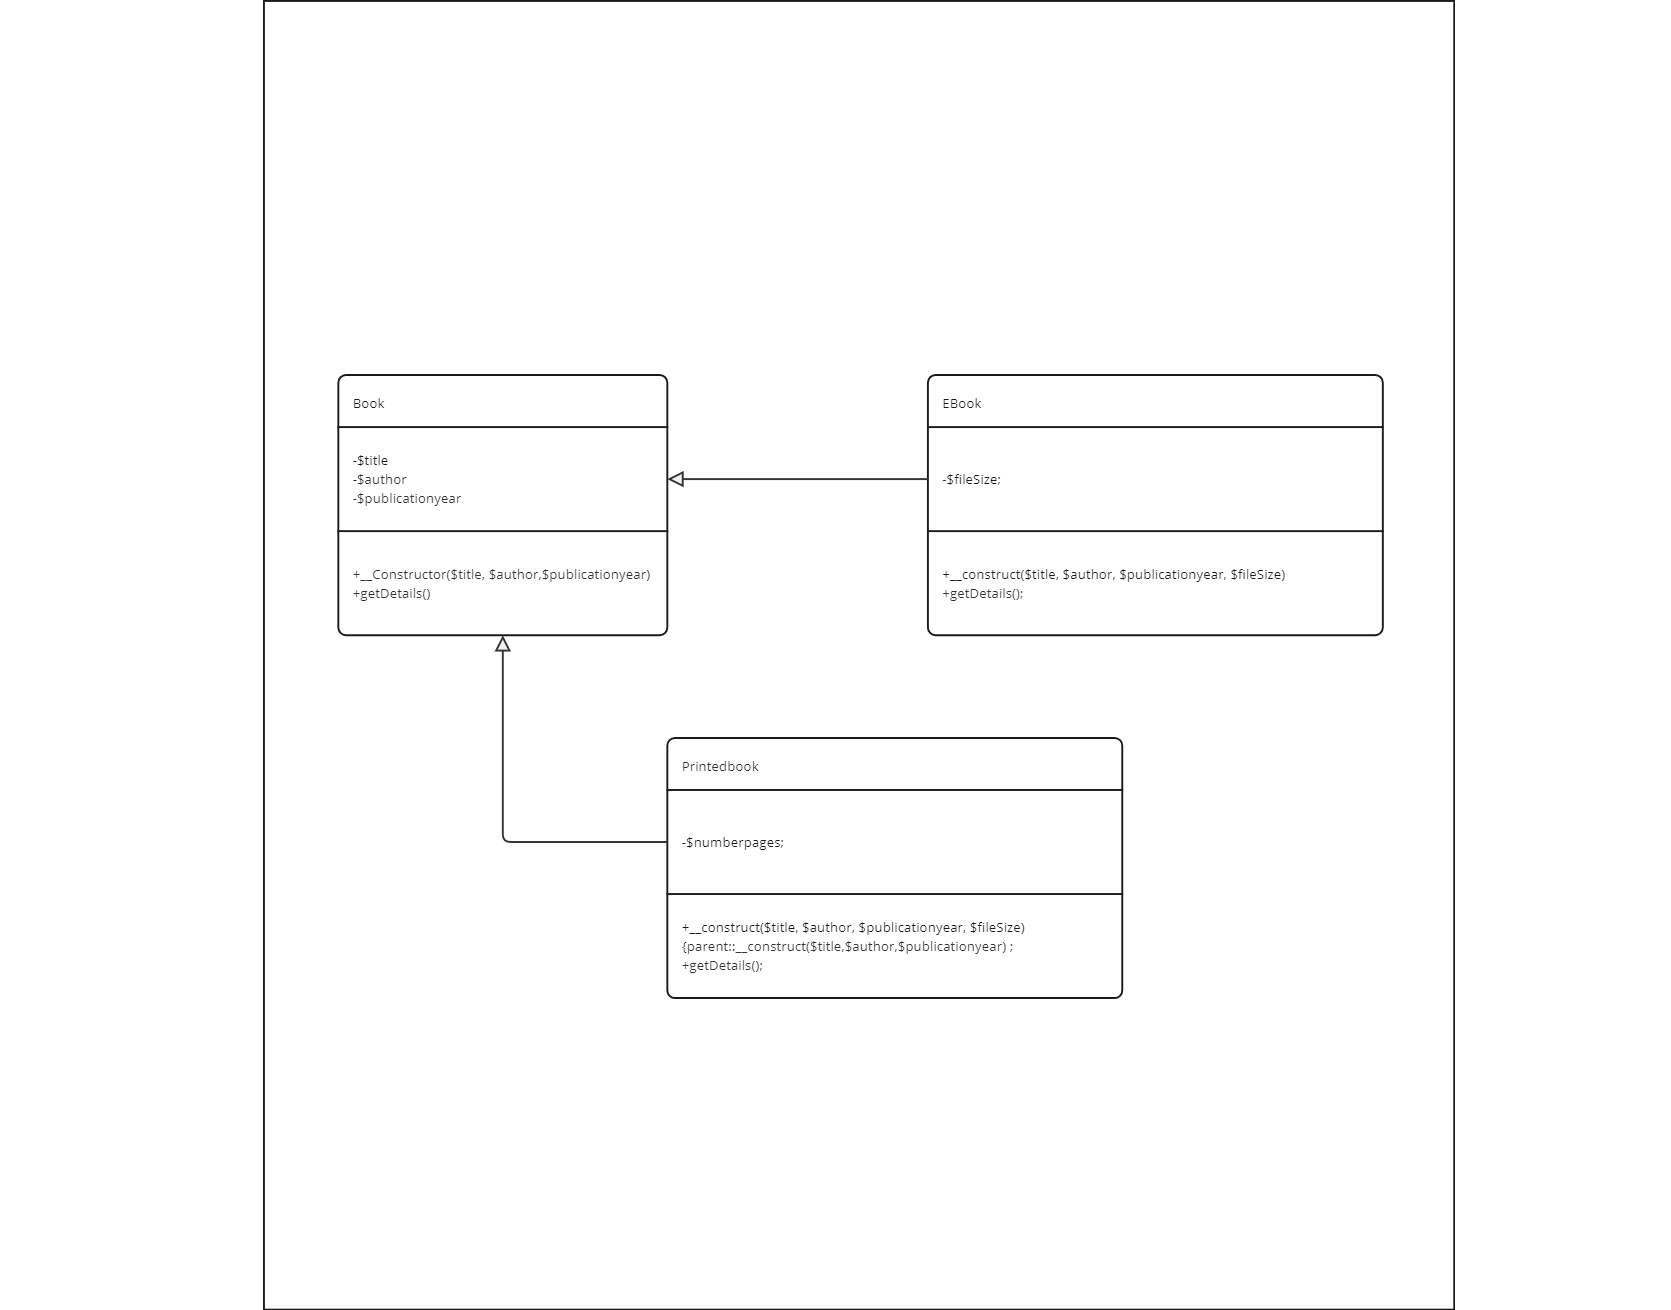 Book
-$title
-$author
-$publicationyear
+__Constructor($title, $author,$publicationyear)
+getDetails()
EBook
-$fileSize;
+__construct($title, $author, $publicationyear, $fileSize)
+getDetails();
Printedbook
-$numberpages;
+__construct($title, $author, $publicationyear, $fileSize)
{parent::__construct($title,$author,$publicationyear) ;
+getDetails();